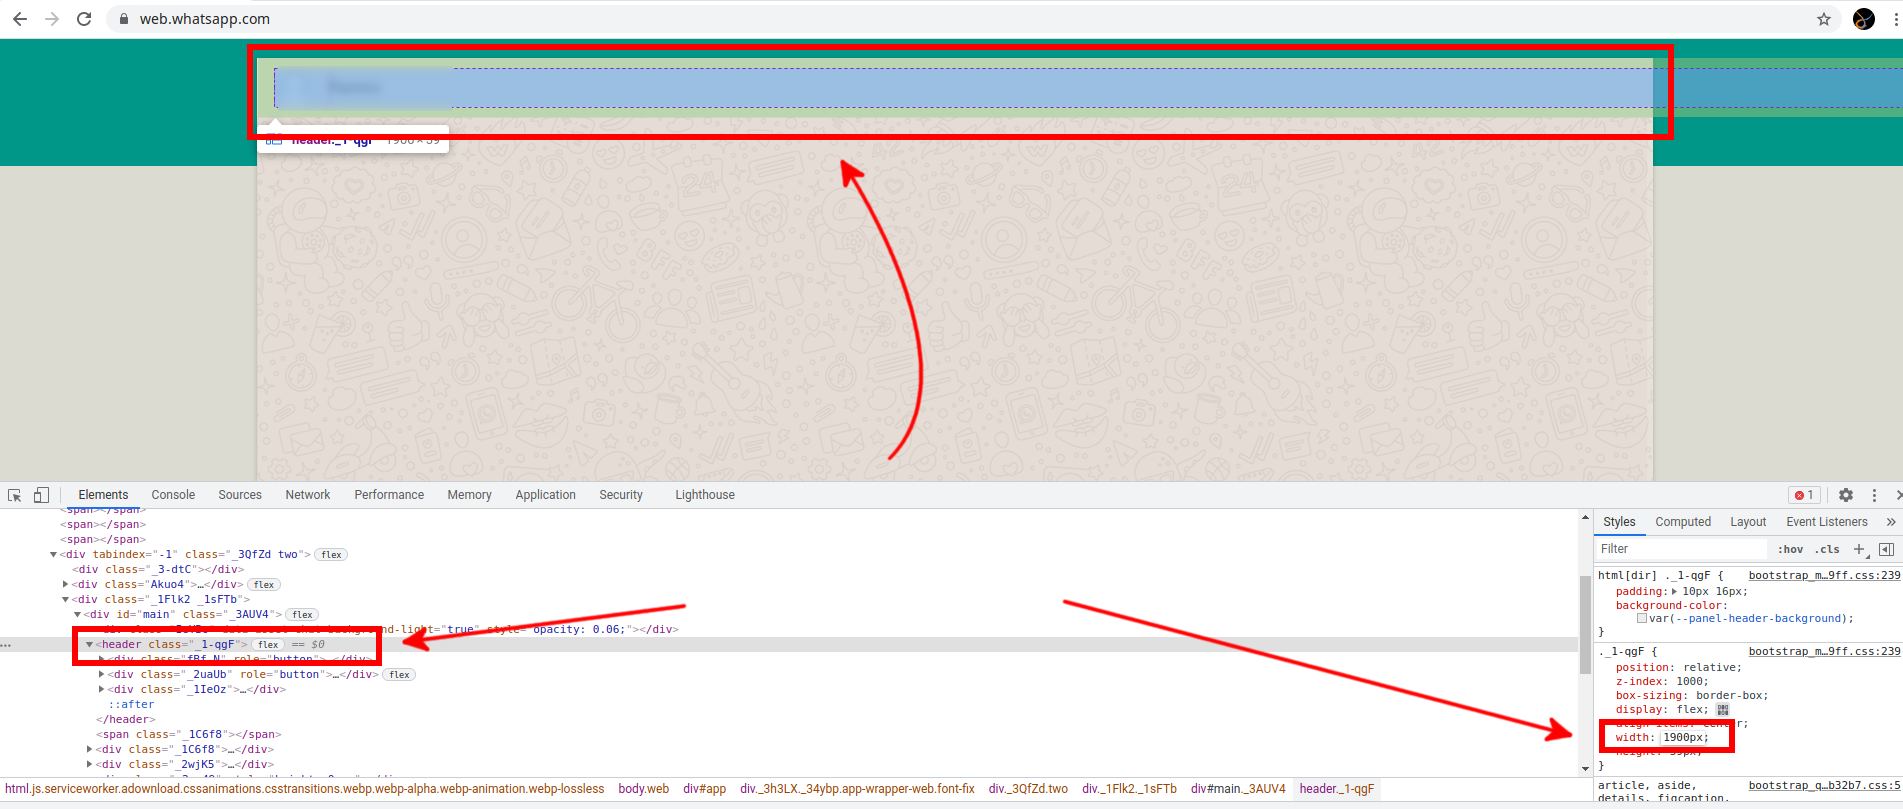 web.whatsapp.com
header._1-qgF 1900 × 59
Elements Console Sources Network Performance Memory Application Security Lighthouse
1
<span></span>
<span></span>
<span></span>
<div tabindex="-1" class="_3QfZd two"> flex
<div class="_3-dtC"></div>
<div class="Akuo4">…</div> flex
<div class="_1Flk2 _1sFTb">
<div id="main" class="_3AUV4"> flex
"true" style="opacity: 0.06;"></div>
<header class="_1-qgF"> flex == $0
role="button">…</div>
<div class="_2uaUb" role="button">…</div> flex
<div class="_1IeOz">…</div>
::after
</header>
<span class="_1C6f8"></span>
<div class="_1C6f8">…</div>
<div class="_2wjK5">…</div>
html.js.serviceworker.adownload.cssanimations.csstransitions.webp.webp-alpha.webp-animation.webp-lossless body.web div#app div._3h3LX._34ybp.app-wrapper-web.font-fix div._3QfZd.two div._1Flk2._1sFTb div#main._3AUV4 header._1-qgF
Styles Computed Layout Event Listeners »
Filter :hov .cls +
html[dir] ._1-qgF { bootstrap_m…9ff.css:239
padding: 10px 16px;
background-color:
var(--panel-header-background);
}
._1-qgF { bootstrap_m…9ff.css:239
position: relative;
z-index: 1000;
box-sizing: border-box;
display: flex;
align-items: center;
width: 1900px;
height: 59px;
}
article, aside, bootstrap_q…b32b7.css:5
details, figcaption,